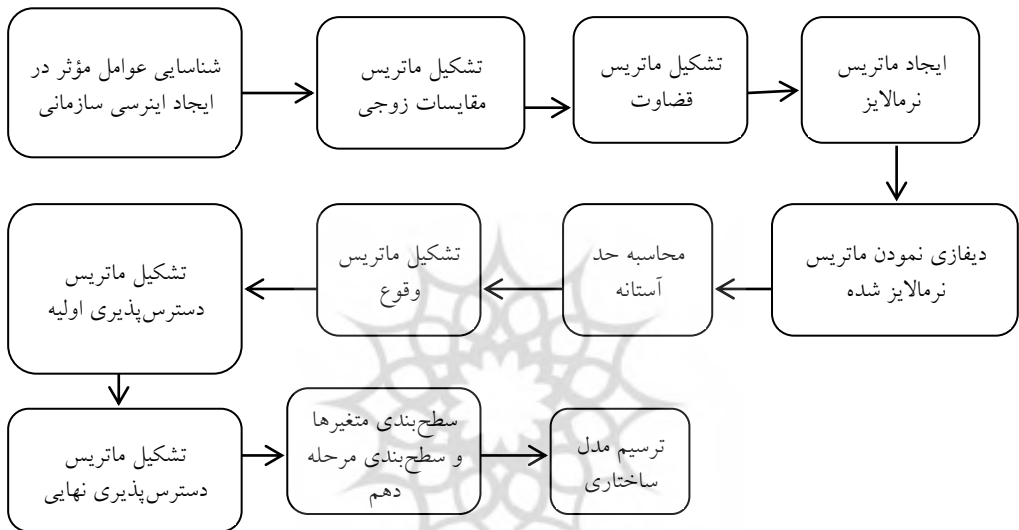 شناسایی عوامل مؤثر در
ایجاد اینرسی سازمانی
تشکیل ماتریس
مقایسات زوجی
تشکیل ماتریس
قضاوت
ایجاد ماتریس
نرمالایز
دیفازی نمودن ماتریس
نرمالایز شده
محاسبه حد
آستانه
تشکیل ماتریس
وقوع
تشکیل ماتریس
دسترس‌پذیری اولیه
تشکیل ماتریس
دسترس‌پذیری نهایی
سطح‌بندی متغیرها
و سطح‌بندی مرحله
دهم
ترسیم مدل
ساختاری